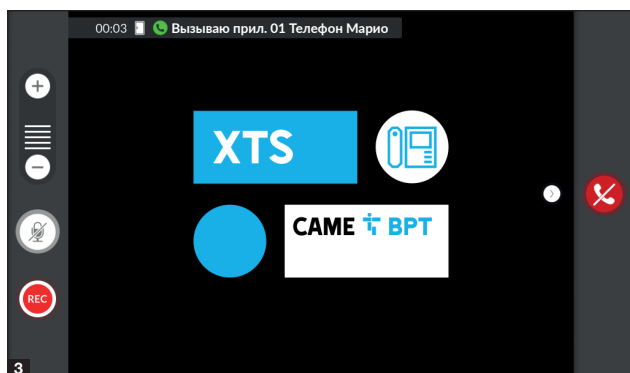 00:03 Вызываю прил. 01 Телефон Марио
XTS
CAME BPT
REC
3